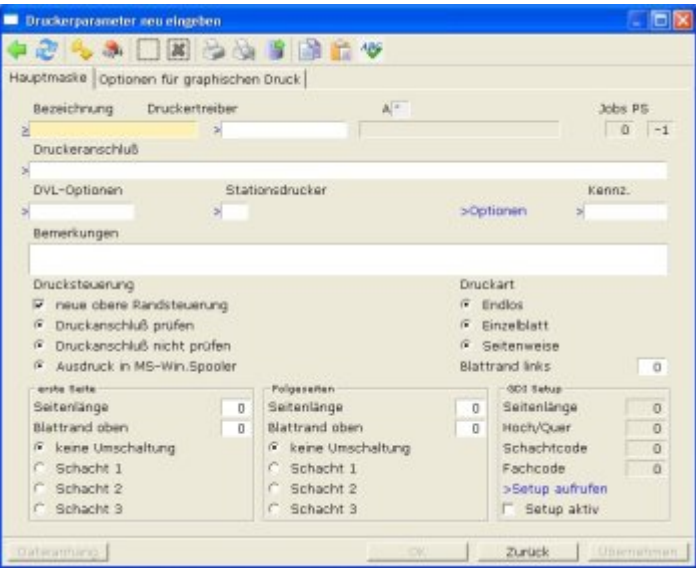 Druckerparameter neu eingeben
Hauptmaske Optionen für graphischen Druck
Bezeichnung Druckertreiber A * Jobs PS
> > 0 -1
Druckeranschluß
>
DVL-Optionen Stationsdrucker Kennz.
> > >Optionen >
Bemerkungen
Drucksteuerung Druckart
neue obere Randsteuerung Endlos
Druckanschluß prüfen Einzelblatt
Druckanschluß nicht prüfen Seitenweise
Ausdruck in MS-Win.Spooler Blattrand links 0
erste Seite Folgeseiten GDI Setup
Seitenlänge 0 Seitenlänge 0 Seitenlänge 0
Blattrand oben 0 Blattrand oben 0 Hoch/Quer 0
keine Umschaltung keine Umschaltung Schachtcode 0
Schacht 1 Schacht 1 Fachcode 0
Schacht 2 Schacht 2 >Setup aufrufen
Schacht 3 Schacht 3 Setup aktiv
Dateianhang OK Zurück Übernehmen